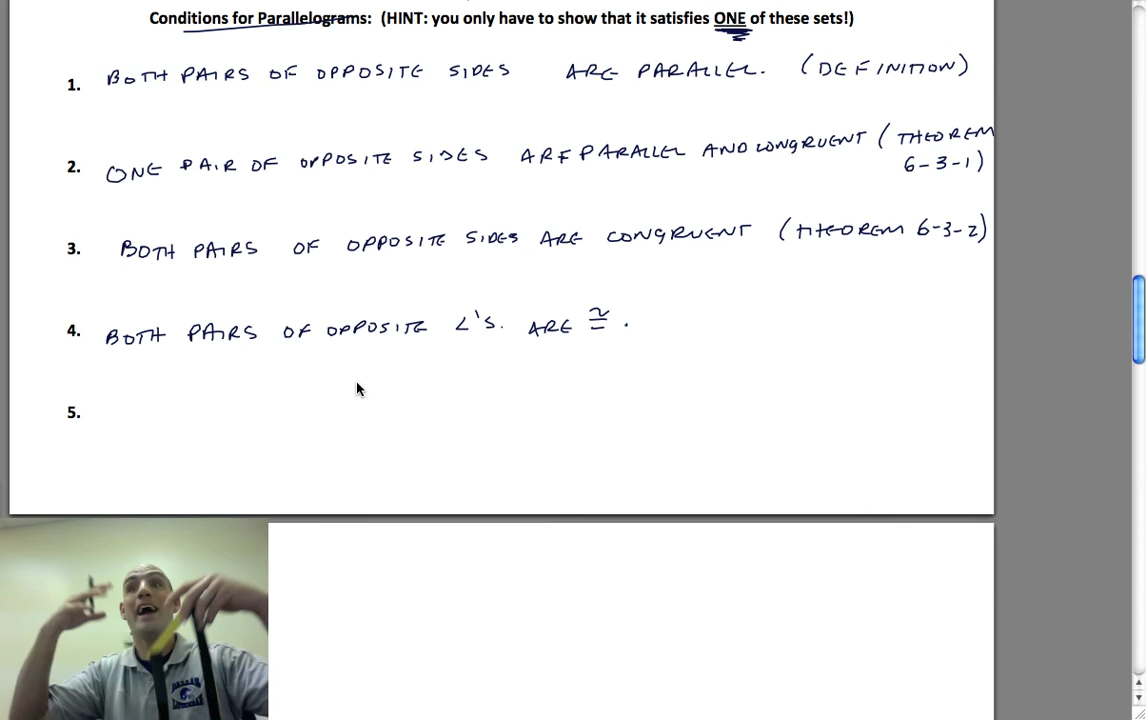 Conditions for Parallelograms: (HINT: you only have to show that it satisfies ONE of these sets!)
1. BOTH PAIRS OF OPPOSITE SIDES ARE PARALLEL. (DEFINITION)
2. ONE PAIR OF OPPOSITE SIDES ARE PARALLEL AND CONGRUENT (THEOREM
6-3-1)
3. BOTH PAIRS OF OPPOSITE SIDES ARE CONGRUENT (THEOREM 6-3-2)
4. BOTH PAIRS OF OPPOSITE ∠'S. ARE ≅.
5.